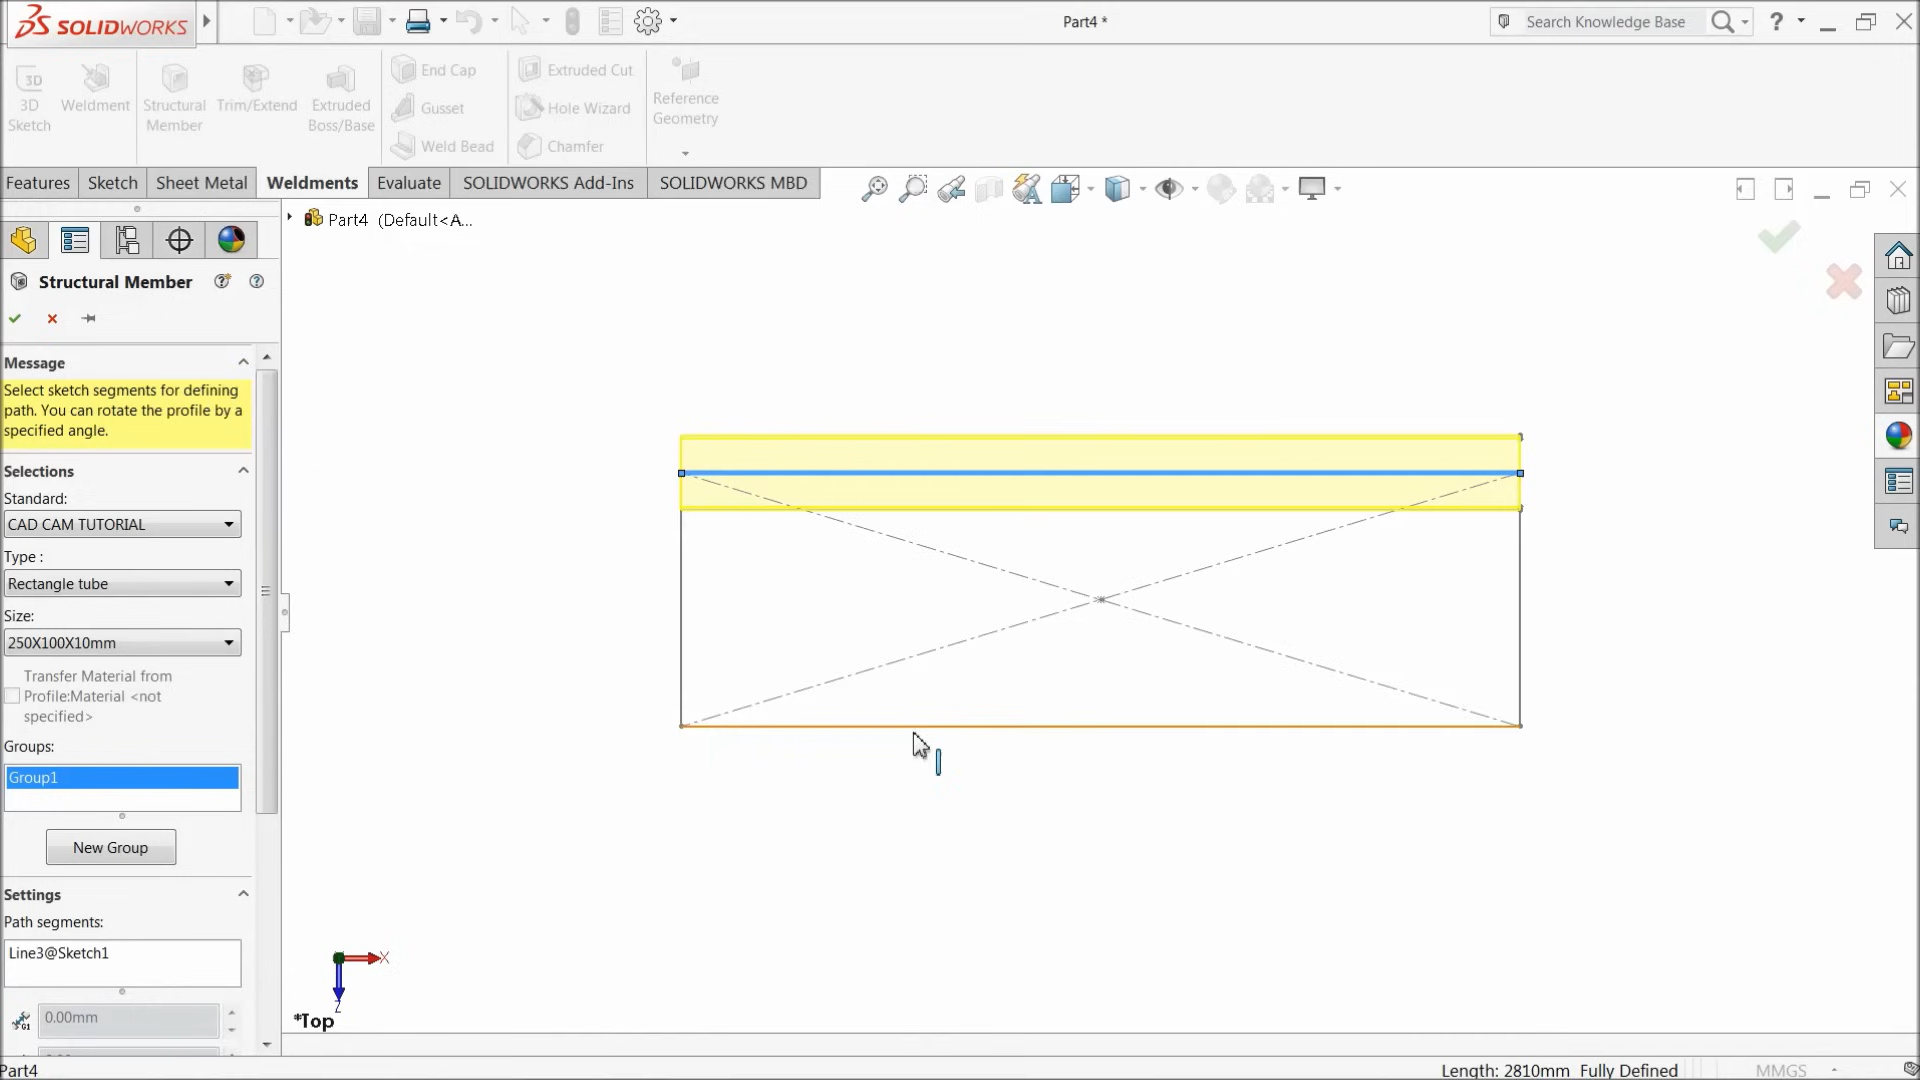 SOLIDWORKS
Part4 *
Search Knowledge Base
?
3D
3D
Sketch
Weldment
Structural
Member
Trim/Extend
Extruded
Boss/Base
End Cap
Gusset
Weld Bead
Extruded Cut
Hole Wizard
Chamfer
Reference
Geometry
Features
Sketch
Sheet Metal
Weldments
Evaluate
SOLIDWORKS Add-Ins
SOLIDWORKS MBD
Part4 (Default<A...
Structural Member
Message
Select sketch segments for defining
path. You can rotate the profile by a
specified angle.
Selections
Standard:
CAD CAM TUTORIAL
Type :
Rectangle tube
Size:
250X100X10mm
Transfer Material from
Profile:Material <not
specified>
Groups:
Group1
New Group
Settings
Path segments:
Line3@Sketch1
G1
0.00mm
X
Z
*Top
Part4
Length: 2810mm
Fully Defined
MMGS